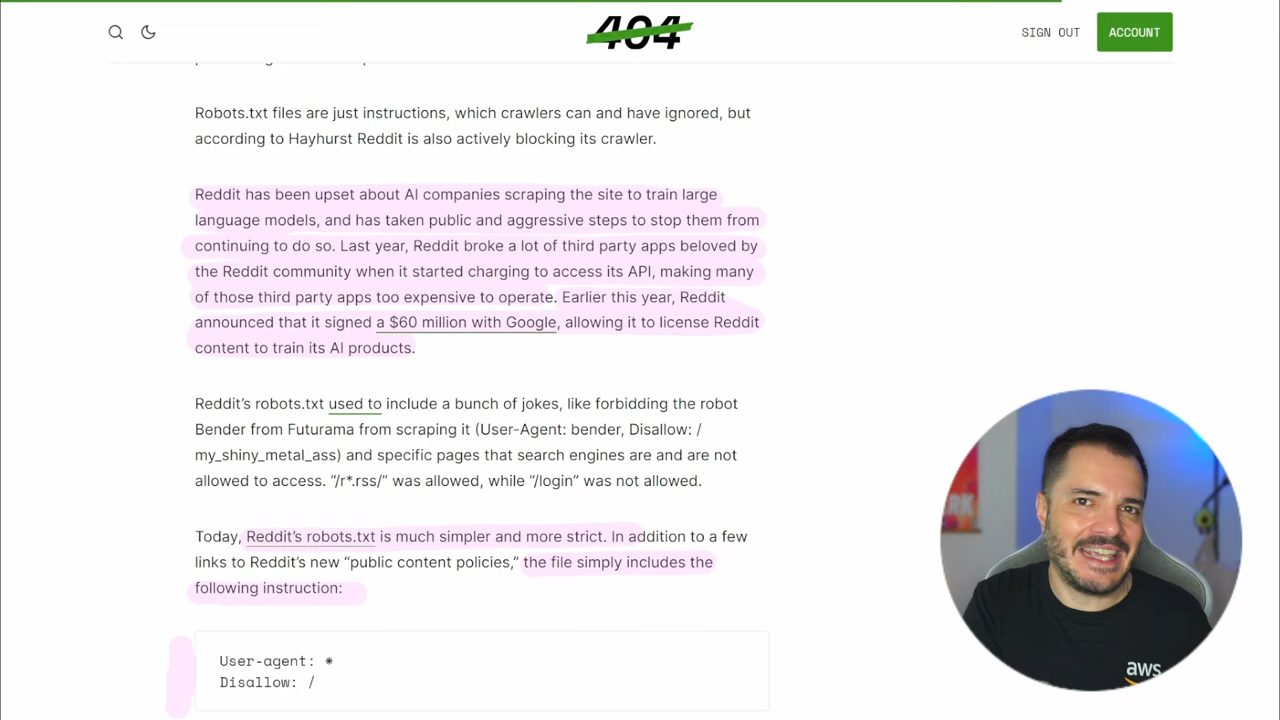 404
SIGN OUT
ACCOUNT
Robots.txt files are just instructions, which crawlers can and have ignored, but
according to Hayhurst Reddit is also actively blocking its crawler.
Reddit has been upset about AI companies scraping the site to train large
language models, and has taken public and aggressive steps to stop them from
continuing to do so. Last year, Reddit broke a lot of third party apps beloved by
the Reddit community when it started charging to access its API, making many
of those third party apps too expensive to operate. Earlier this year, Reddit
announced that it signed a $60 million with Google, allowing it to license Reddit
content to train its AI products.
Reddit’s robots.txt used to include a bunch of jokes, like forbidding the robot
Bender from Futurama from scraping it (User-Agent: bender, Disallow: /
my_shiny_metal_ass) and specific pages that search engines are and are not
allowed to access. “/r*.rss/” was allowed, while “/login” was not allowed.
Today, Reddit’s robots.txt is much simpler and more strict. In addition to a few
links to Reddit’s new “public content policies,” the file simply includes the
following instruction:
User-agent: *
Disallow: /
aws